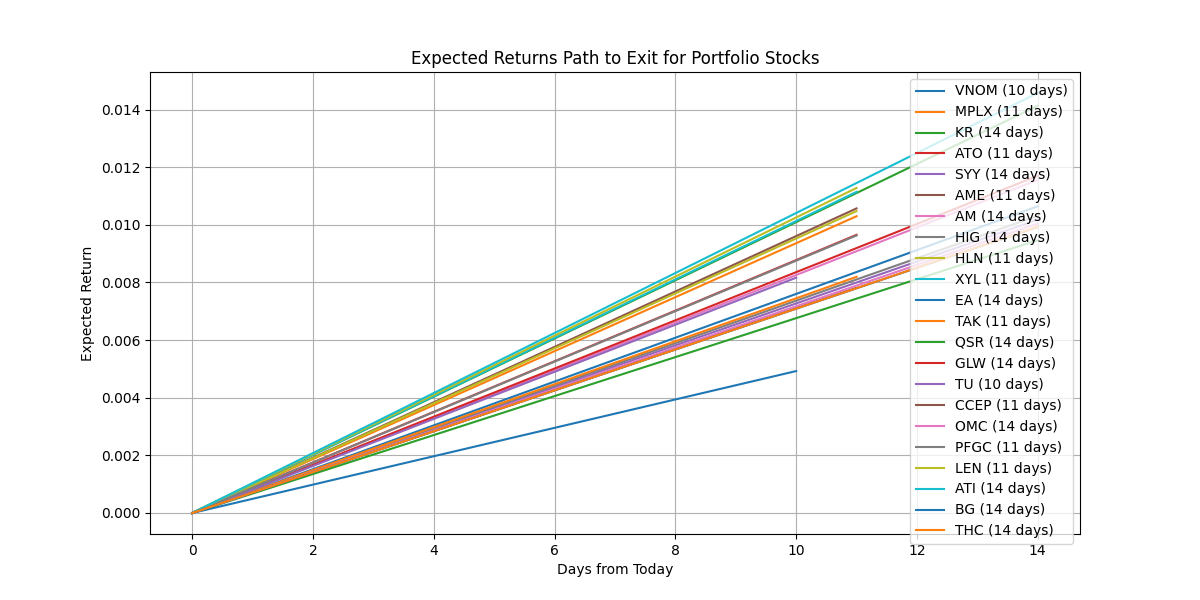 Expected Returns Path to Exit for Portfolio Stocks
Expected Return
0.014
0.012
0.010
0.008
0.006
0.004
0.002
0.000
VNOM (10 days)
MPLX (11 days)
KR (14 days)
ATO (11 days)
SYY (14 days)
AME (11 days)
AM (14 days)
HIG (14 days)
HLN (11 days)
XYL (11 days)
EA (14 days)
TAK (11 days)
QSR (14 days)
GLW (14 days)
TU (10 days)
CCEP (11 days)
OMC (14 days)
PFGC (11 days)
LEN (11 days)
ATI (14 days)
BG (14 days)
THC (14 days)
0 2 4 6 8 10 12 14
Days from Today